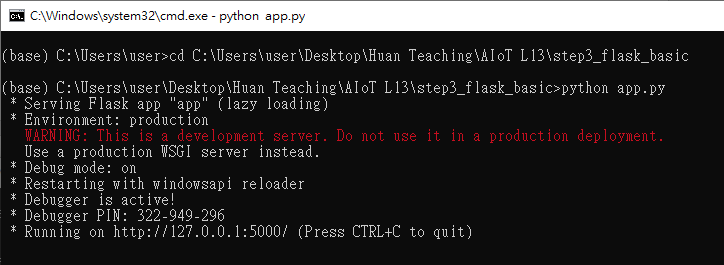 C:\Windows\system32\cmd.exe - python  app.py
(base) C:\Users\user>cd C:\Users\user\Desktop\Huan Teaching\AIoT L13\step3_flask_basic
(base) C:\Users\user\Desktop\Huan Teaching\AIoT L13\step3_flask_basic>python app.py
 * Serving Flask app "app" (lazy loading)
 * Environment: production
   WARNING: This is a development server. Do not use it in a production deployment.
   Use a production WSGI server instead.
 * Debug mode: on
 * Restarting with windowsapi reloader
 * Debugger is active!
 * Debugger PIN: 322-949-296
 * Running on http://127.0.0.1:5000/ (Press CTRL+C to quit)